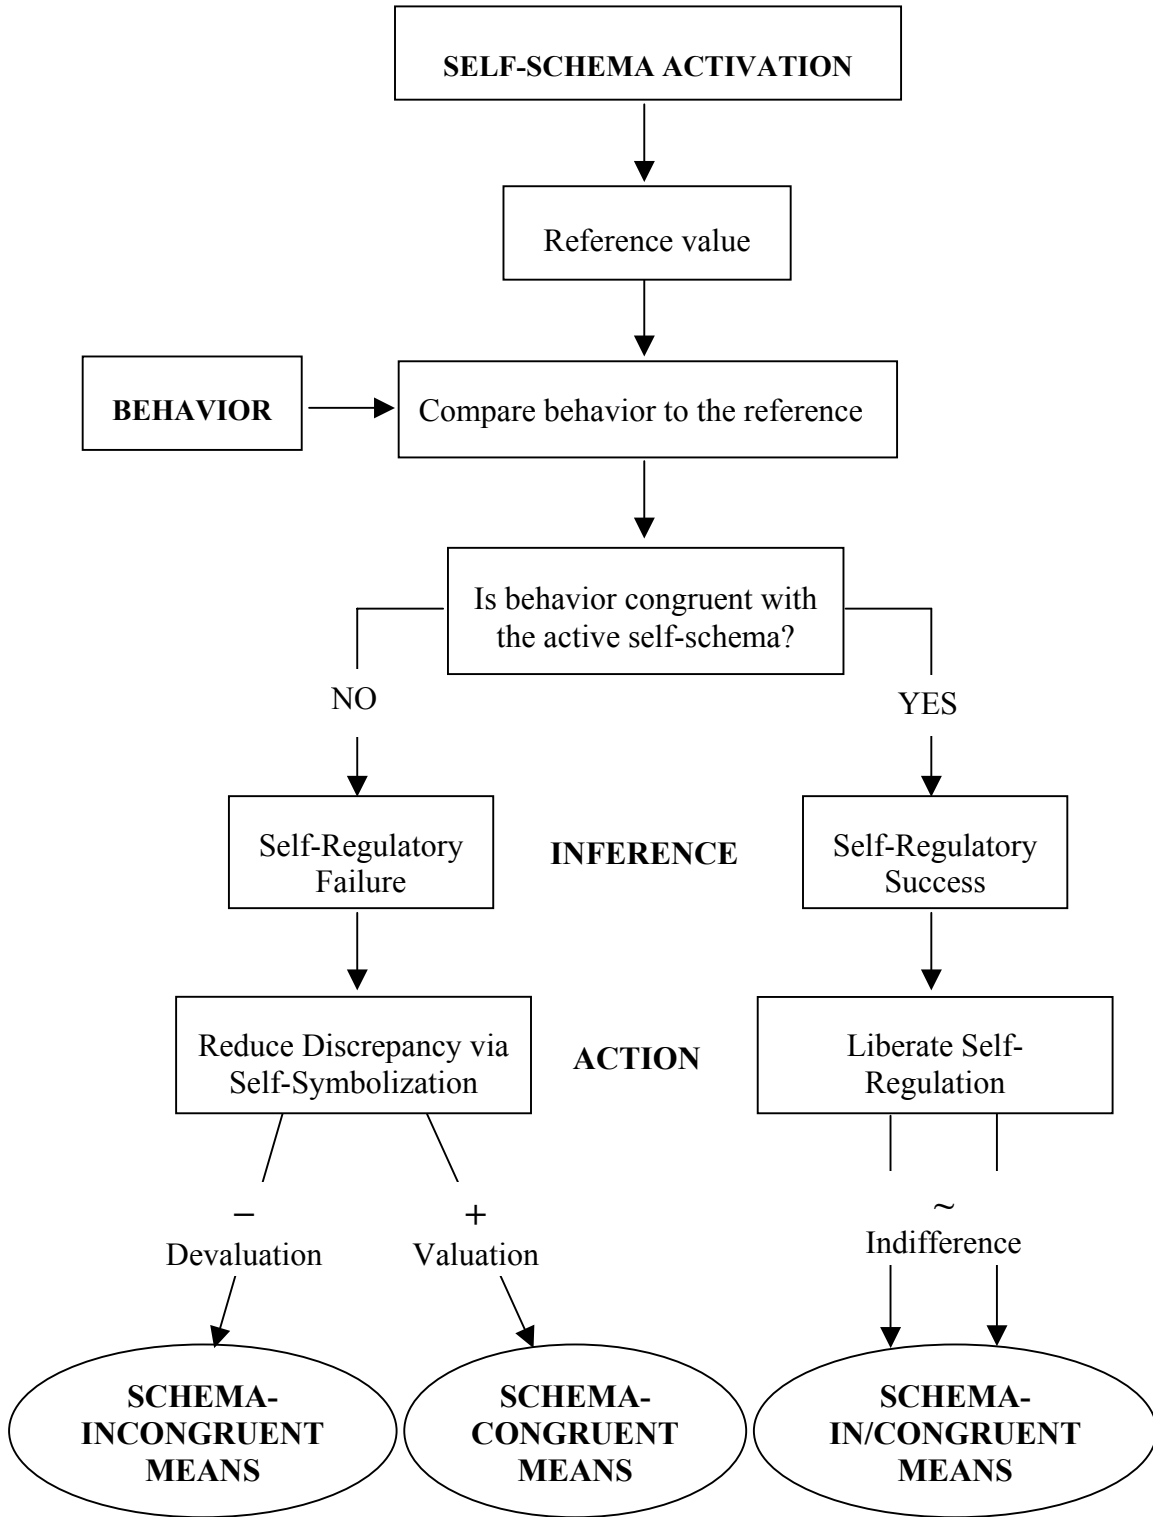 SELF-SCHEMA ACTIVATION
Reference value
BEHAVIOR
Compare behavior to the reference
Is behavior congruent with
the active self-schema?
NO
YES
Self-Regulatory
Failure
INFERENCE
Self-Regulatory
Success
Reduce Discrepancy via
Self-Symbolization
ACTION
Liberate Self-
Regulation
−
Devaluation
+
Valuation
~
Indifference
SCHEMA-
INCONGRUENT
MEANS
SCHEMA-
CONGRUENT
MEANS
SCHEMA-
IN/CONGRUENT
MEANS